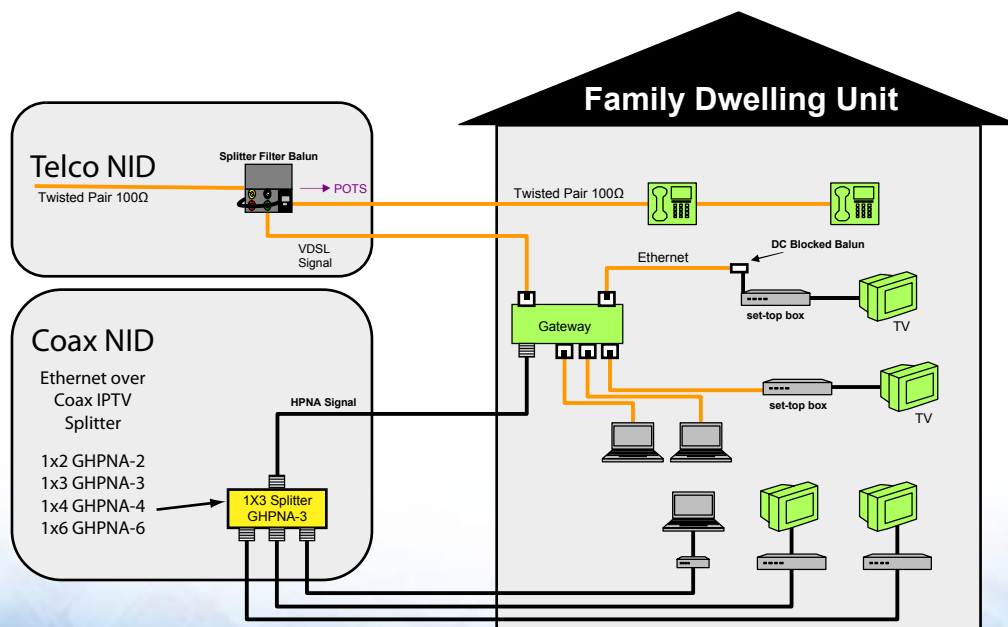 Family Dwelling Unit
Telco NID
Splitter Filter Balun
POTS
Twisted Pair 100Ω
Twisted Pair 100Ω
VDSL
Signal
DC Blocked Balun
Ethernet
set-top box
TV
Gateway
set-top box
TV
Coax NID
Ethernet over
Coax IPTV
Splitter
HPNA Signal
1x2 GHPNA-2
1x3 GHPNA-3
1x4 GHPNA-4
1x6 GHPNA-6
1X3 Splitter
GHPNA-3